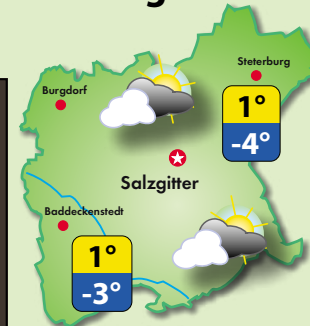 g
Steterburg
Burgdorf
1°
-4°
Salzgitter
Baddeckenstedt
1°
-3°